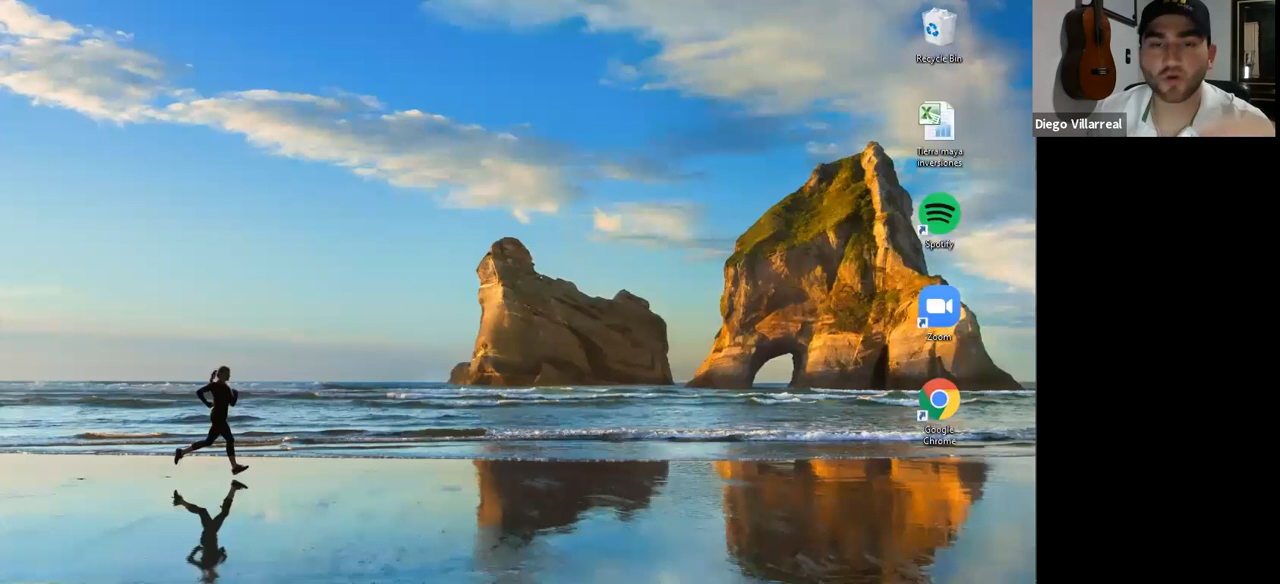 Recycle Bin
Tierra maya
inversiones
Spotify
Zoom
Google
Chrome
Diego Villarreal